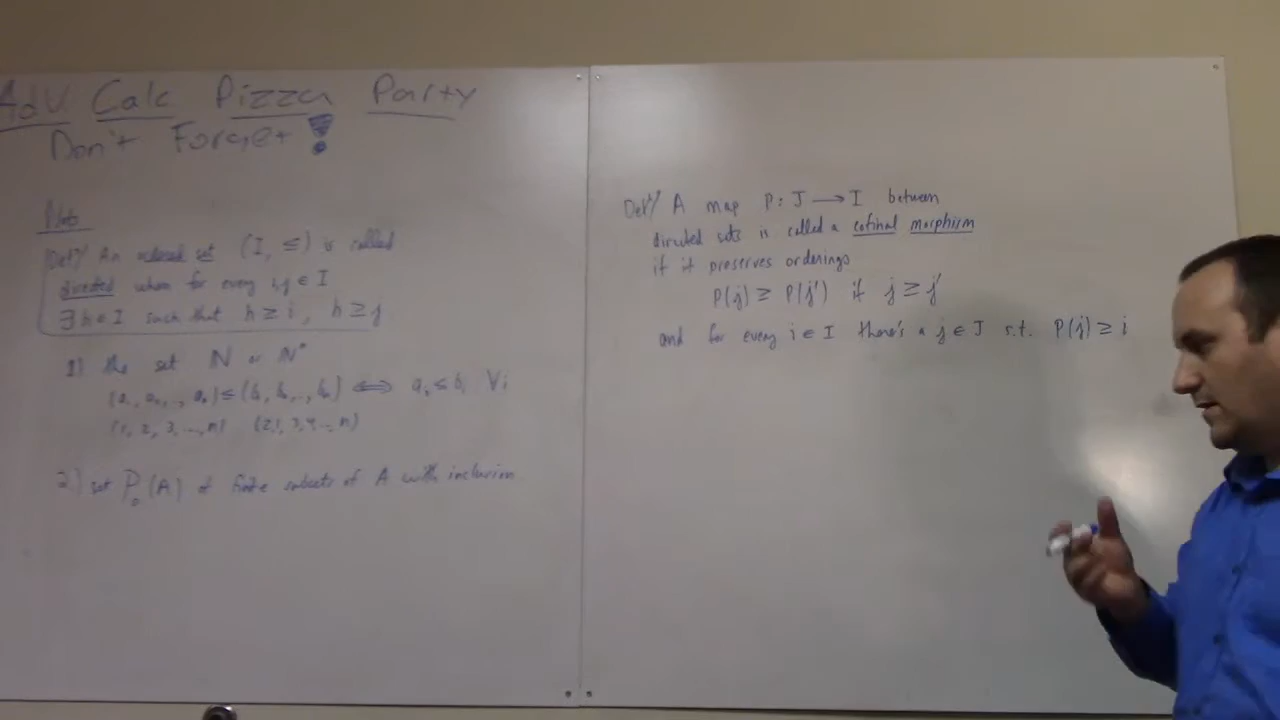 Adv Calc Pizza Party
Don't Forget!
Nets
Defn/ An ordered set (I, ≤) is called
directed when for every i,j ∈ I
∃ h ∈ I such that h ≥ i, h ≥ j
1) the set ℕ or ℕⁿ
(a₁, a₂, .., aₙ) ≤ (b₁, b₂, .., bₙ) ⟺ aᵢ ≤ bᵢ ∀i
(1, 2, 3, ..., n) (2, 1, 3, 4, .., n)
2) set P₀(A) of finite subsets of A with inclusion
Defn/ A map P: J → I between
directed sets is called a cofinal morphism
if it preserves orderings
P(j) ≥ P(j') if j ≥ j'
and for every i ∈ I there's a j ∈ J s.t. P(j) ≥ i